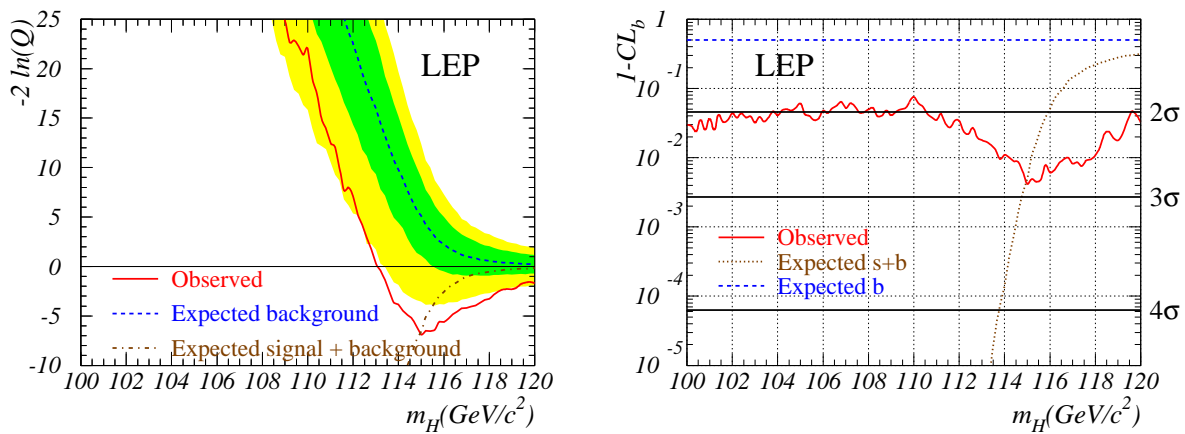 -2 ln(Q)
25
20
15
10
5
0
-5
-10
LEP
Observed
Expected background
Expected signal + background
100 102 104 106 108 110 112 114 116 118 120
m_H(GeV/c^2)
1-CL_b
1
10^-1
10^-2
10^-3
10^-4
10^-5
LEP
2σ
3σ
4σ
Observed
Expected s+b
Expected b
100 102 104 106 108 110 112 114 116 118 120
m_H(GeV/c^2)